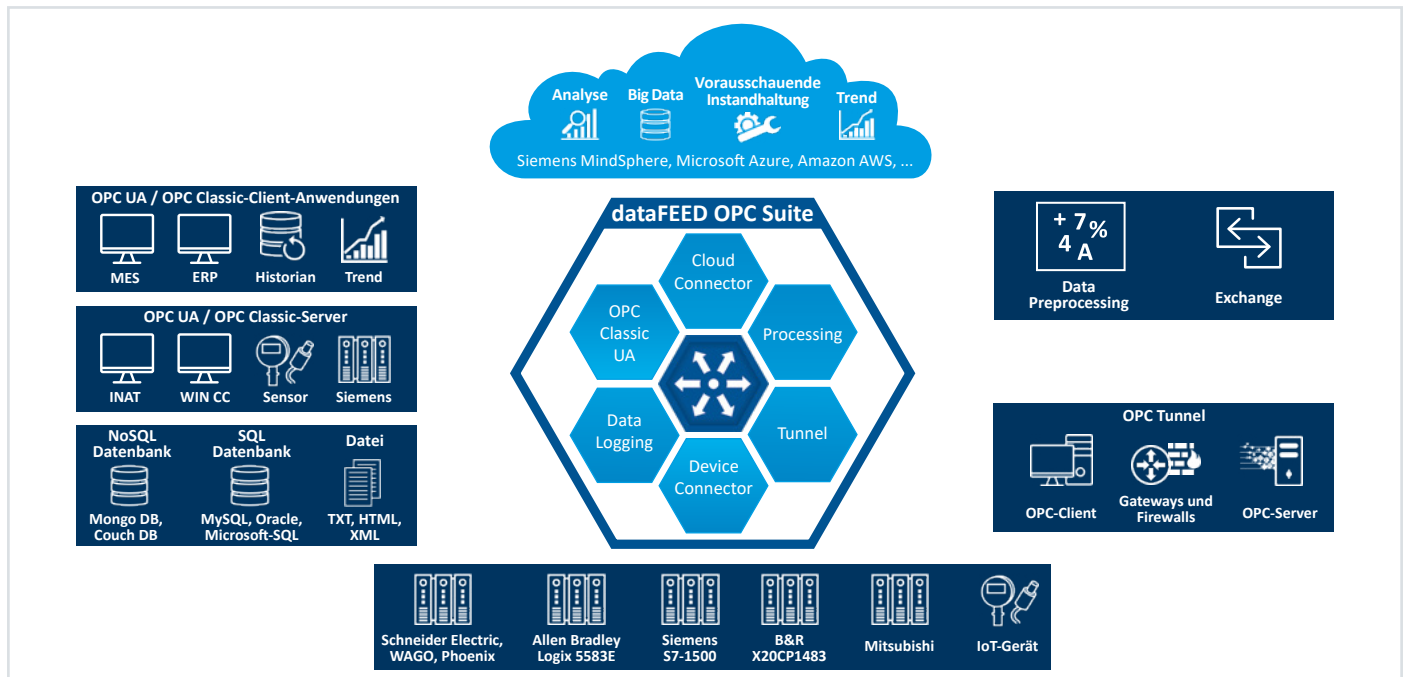 Analyse
Big Data
Vorausschauende
Instandhaltung
Trend
Siemens MindSphere, Microsoft Azure, Amazon AWS, ...
OPC UA / OPC Classic-Client-Anwendungen
MES
ERP
Historian
Trend
OPC UA / OPC Classic-Server
INAT
WIN CC
Sensor
Siemens
NoSQL
Datenbank
SQL
Datenbank
Datei
Mongo DB,
Couch DB
MySQL, Oracle,
Microsoft-SQL
TXT, HTML,
XML
dataFEED OPC Suite
Cloud
Connector
OPC
Classic
UA
Processing
Data
Logging
Tunnel
Device
Connector
+ 7 %
4 A
Data
Preprocessing
Exchange
OPC Tunnel
OPC-Client
Gateways und
Firewalls
OPC-Server
Schneider Electric,
WAGO, Phoenix
Allen Bradley
Logix 5583E
Siemens
S7-1500
B&R
X20CP1483
Mitsubishi
IoT-Gerät